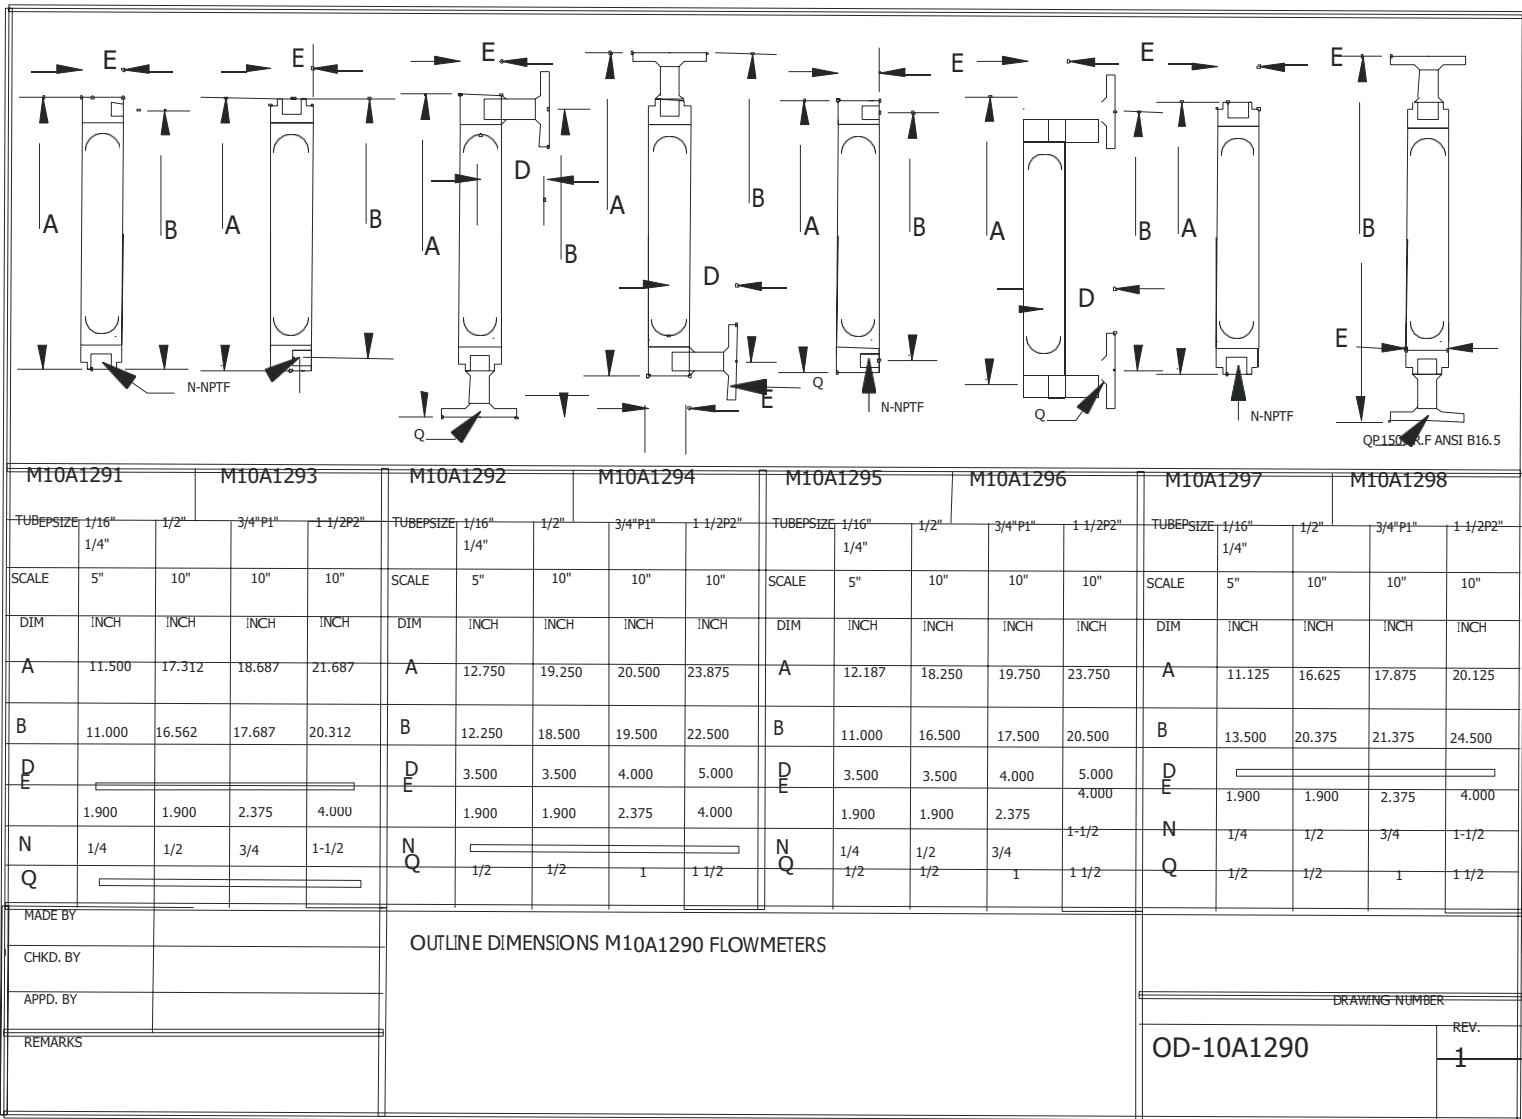 E E E E E E
A B A B A D B A D B E A B A D B A E B
N-NPTF N-NPTF Q Q N-NPTF Q N-NPTF
R.F ANSI B16.5
M10A1291 M10A1293 M10A1292 M10A1294 M10A1295 M10A1296 M10A1297 M10A1298
TUBEPSIZE 1/16" 1/2" 3/4"P1" 1 1/2P2" TUBEPSIZE 1/16" 1/2" 3/4"P1" 1 1/2P2" TUBEPSIZE 1/16" 1/2" 3/4"P1" 1 1/2P2" TUBEPSIZE 1/16" 1/2" 3/4"P1" 1 1/2P2"
1/4" 1/4" 1/4" 1/4"
SCALE 5" 10" 10" 10" SCALE 5" 10" 10" 10" SCALE 5" 10" 10" 10" SCALE 5" 10" 10" 10"
DIM INCH INCH INCH INCH DIM INCH INCH INCH INCH DIM INCH INCH INCH INCH DIM INCH INCH INCH INCH
A 11.500 17.312 18.687 21.687 A 12.750 19.250 20.500 23.875 A 12.187 18.250 19.750 23.750 A 11.125 16.625 17.875 20.125
B 11.000 16.562 17.687 20.312 B 12.250 18.500 19.500 22.500 B 11.000 16.500 17.500 20.500 B 13.500 20.375 21.375 24.500
D D 3.500 3.500 4.000 5.000 D 3.500 3.500 4.000 5.000 D
E 1.900 1.900 2.375 4.000 E 1.900 1.900 2.375 4.000 E 1.900 1.900 2.375 4.000 E 1.900 1.900 2.375 4.000
N 1/4 1/2 3/4 1-1/2 N N 1/4 1/2 3/4 1-1/2 N 1/4 1/2 3/4 1-1/2
Q Q 1/2 1/2 1 1 1/2 Q 1/2 1/2 1 1 1/2 Q 1/2 1/2 1 1 1/2
MADE BY
CHKD. BY
APPD. BY
REMARKS
OUTLINE DIMENSIONS M10A1290 FLOWMETERS
DRAWING NUMBER
OD-10A1290
REV.
1